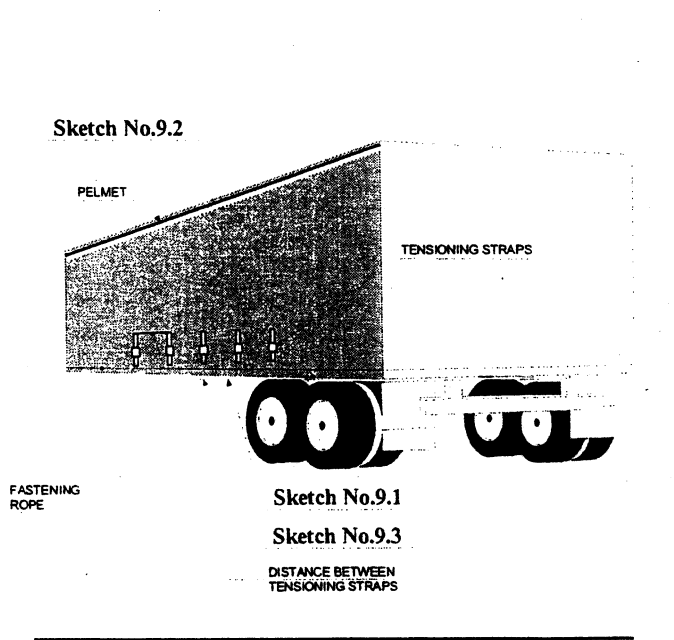 Sketch No.9.2
PELMET
TENSIONING STRAPS
FASTENING
ROPE
Sketch No.9.1
Sketch No.9.3
DISTANCE BETWEEN
TENSIONING STRAPS